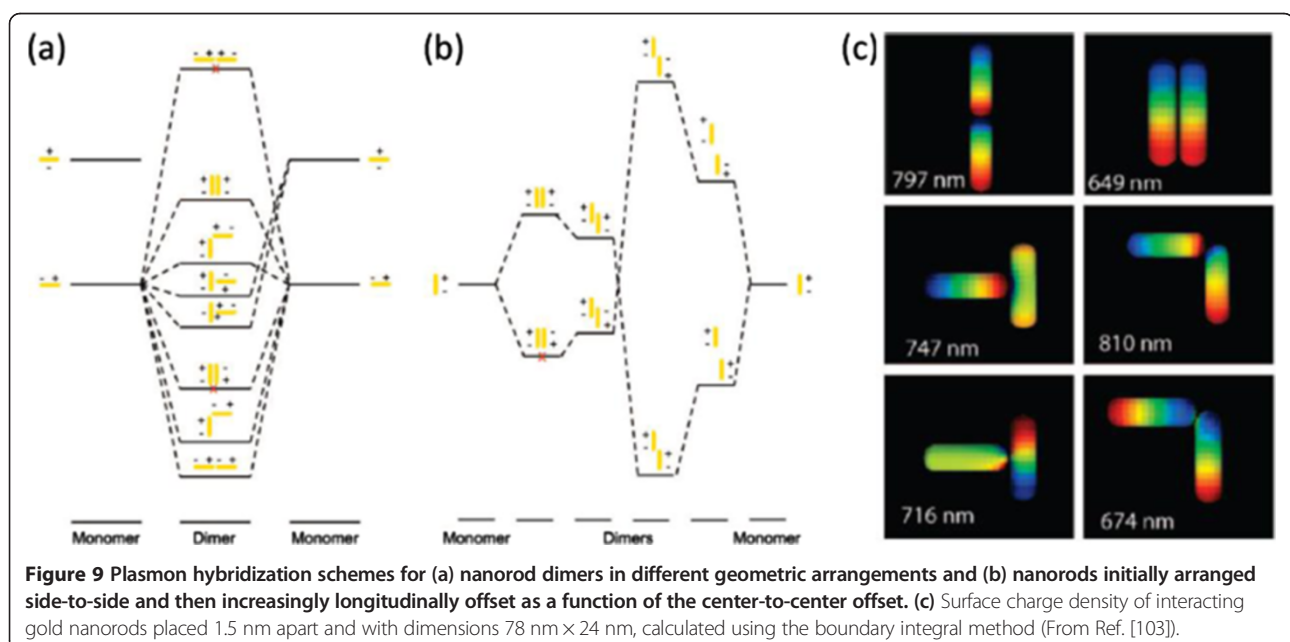 (a)
(b)
(c)
797 nm
649 nm
747 nm
810 nm
716 nm
674 nm
Monomer Dimer Monomer
Monomer Dimers Monomer
Figure 9 Plasmon hybridization schemes for (a) nanorod dimers in different geometric arrangements and (b) nanorods initially arranged
side-to-side and then increasingly longitudinally offset as a function of the center-to-center offset. (c) Surface charge density of interacting
gold nanorods placed 1.5 nm apart and with dimensions 78 nm × 24 nm, calculated using the boundary integral method (From Ref. [103]).